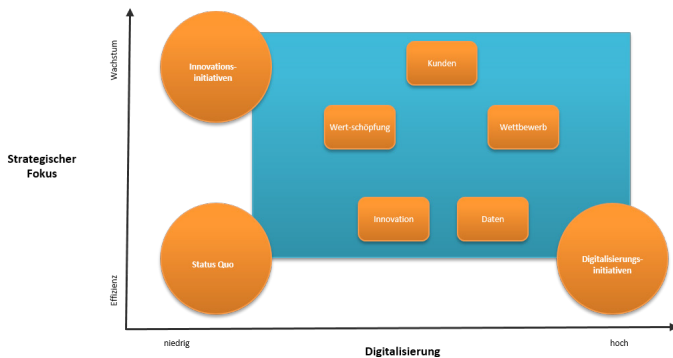 Wachstum
Innovations-
initiativen
Kunden
Wert-schöpfung
Wettbewerb
Strategischer
Fokus
Innovation
Daten
Status Quo
Digitalisierungs-
initiativen
Effizienz
niedrig
Digitalisierung
hoch